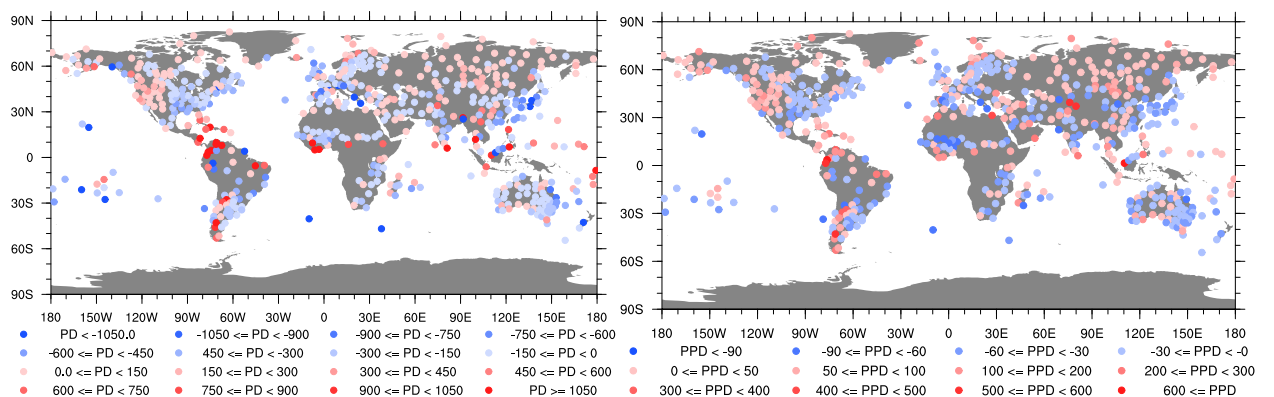 90N 90N
60N 60N
30N 30N
0 0
30S 30S
60S 60S
90S 90S
180 150W 120W 90W 60W 30W 0 30E 60E 90E 120E 150E 180
180 150W 120W 90W 60W 30W 0 30E 60E 90E 120E 150E 180
PD < -1050.0 -1050 <= PD < -900 -900 <= PD < -750 -750 <= PD < -600
-600 <= PD < -450 450 <= PD < -300 -300 <= PD < -150 -150 <= PD < 0
0.0 <= PD < 150 150 <= PD < 300 300 <= PD < 450 450 <= PD < 600
600 <= PD < 750 750 <= PD < 900 900 <= PD < 1050 PD >= 1050
PPD < -90 -90 <= PPD < -60 -60 <= PPD < -30 -30 <= PPD < -0
0 <= PPD < 50 50 <= PPD < 100 100 <= PPD < 200 200 <= PPD < 300
300 <= PPD < 400 400 <= PPD < 500 500 <= PPD < 600 600 <= PPD